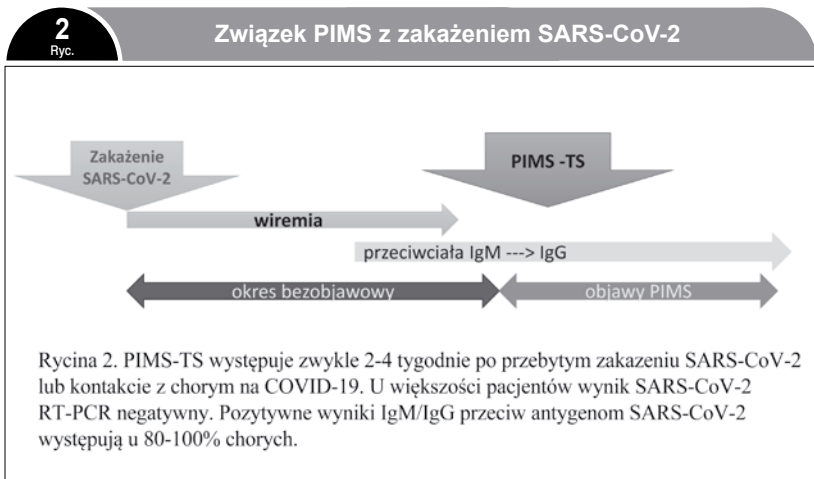 2
Ryc.
Związek PIMS z zakażeniem SARS-CoV-2
Zakażenie
SARS-CoV-2
PIMS -TS
wiremia
przeciwciała IgM ---> IgG
okres bezobjawowy
objawy PIMS
Rycina 2. PIMS-TS występuje zwykle 2-4 tygodnie po przebytym zakazeniu SARS-CoV-2
lub kontakcie z chorym na COVID-19. U większości pacjentów wynik SARS-CoV-2
RT-PCR negatywny. Pozytywne wyniki IgM/IgG przeciw antygenom SARS-CoV-2
występują u 80-100% chorych.